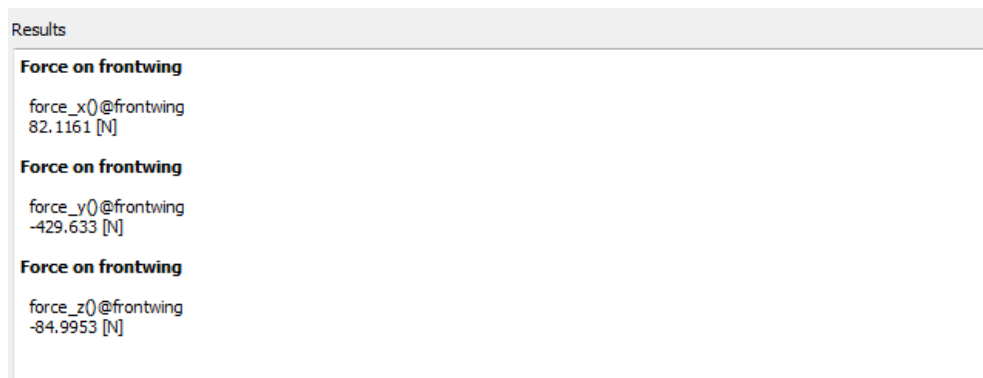 Results
Force on frontwing
force_x()@frontwing
82.1161 [N]
Force on frontwing
force_y()@frontwing
-429.633 [N]
Force on frontwing
force_z()@frontwing
-84.9953 [N]